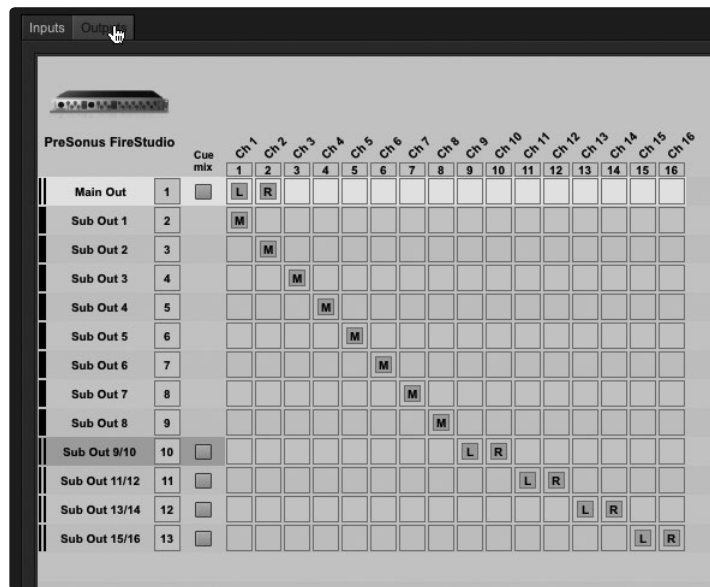 Inputs Outputs
PreSonus FireStudio
Cue mix
Ch 1 Ch 2 Ch 3 Ch 4 Ch 5 Ch 6 Ch 7 Ch 8 Ch 9 Ch 10 Ch 11 Ch 12 Ch 13 Ch 14 Ch 15 Ch 16
1 2 3 4 5 6 7 8 9 10 11 12 13 14 15 16
Main Out 1 L R
Sub Out 1 2 M
Sub Out 2 3 M
Sub Out 3 4 M
Sub Out 4 5 M
Sub Out 5 6 M
Sub Out 6 7 M
Sub Out 7 8 M
Sub Out 8 9 M
Sub Out 9/10 10 L R
Sub Out 11/12 11 L R
Sub Out 13/14 12 L R
Sub Out 15/16 13 L R